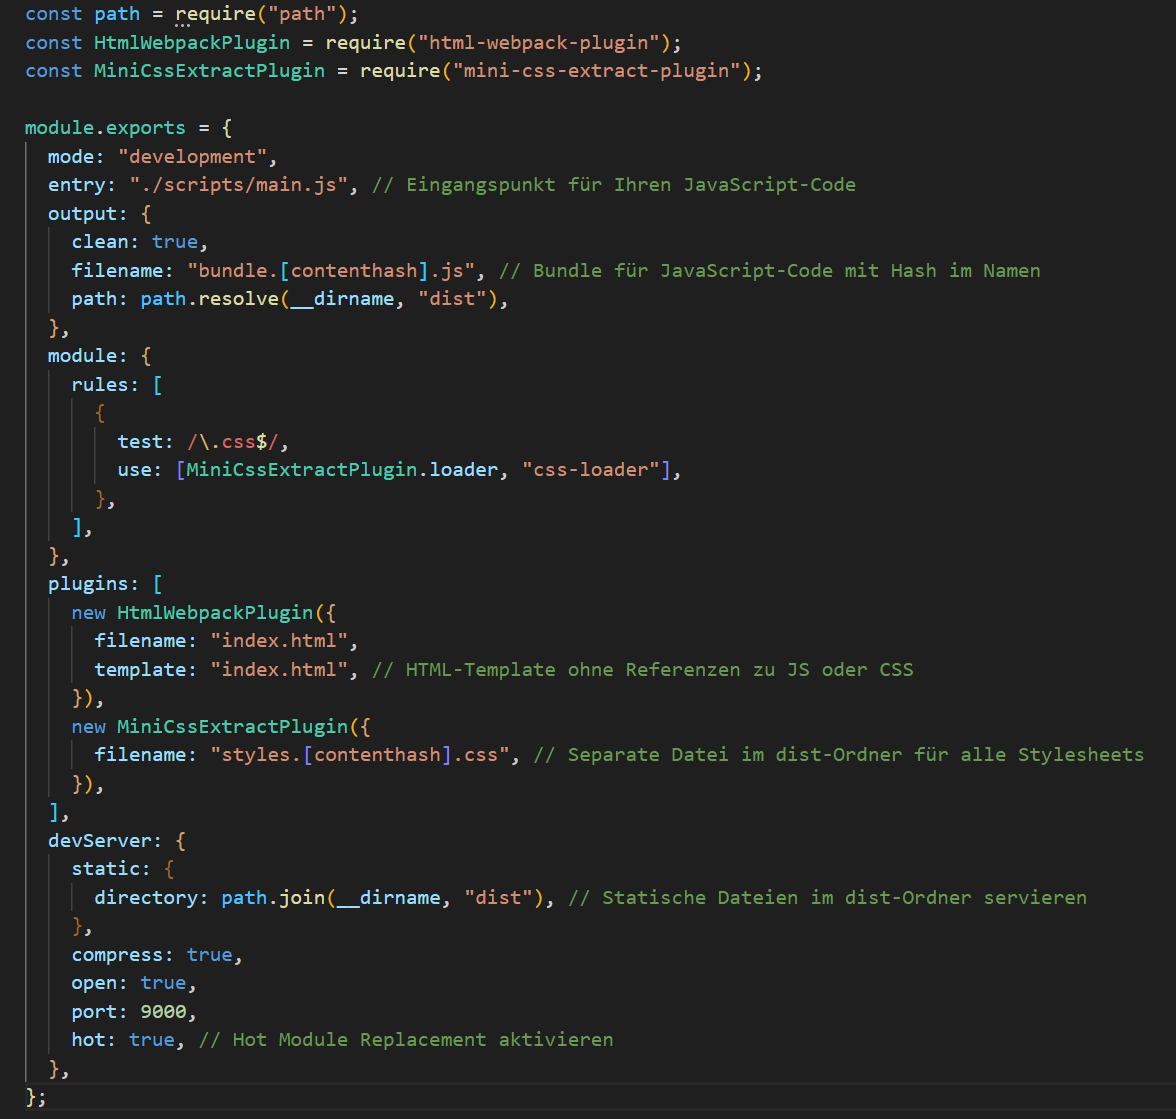 const path = require("path");
const HtmlWebpackPlugin = require("html-webpack-plugin");
const MiniCssExtractPlugin = require("mini-css-extract-plugin");

module.exports = {
  mode: "development",
  entry: "./scripts/main.js", // Eingangspunkt für Ihren JavaScript-Code
  output: {
    clean: true,
    filename: "bundle.[contenthash].js", // Bundle für JavaScript-Code mit Hash im Namen
    path: path.resolve(__dirname, "dist"),
  },
  module: {
    rules: [
      {
        test: /\.css$/,
        use: [MiniCssExtractPlugin.loader, "css-loader"],
      },
    ],
  },
  plugins: [
    new HtmlWebpackPlugin({
      filename: "index.html",
      template: "index.html", // HTML-Template ohne Referenzen zu JS oder CSS
    }),
    new MiniCssExtractPlugin({
      filename: "styles.[contenthash].css", // Separate Datei im dist-Ordner für alle Stylesheets
    }),
  ],
  devServer: {
    static: {
      directory: path.join(__dirname, "dist"), // Statische Dateien im dist-Ordner servieren
    },
    compress: true,
    open: true,
    port: 9000,
    hot: true, // Hot Module Replacement aktivieren
  },
};